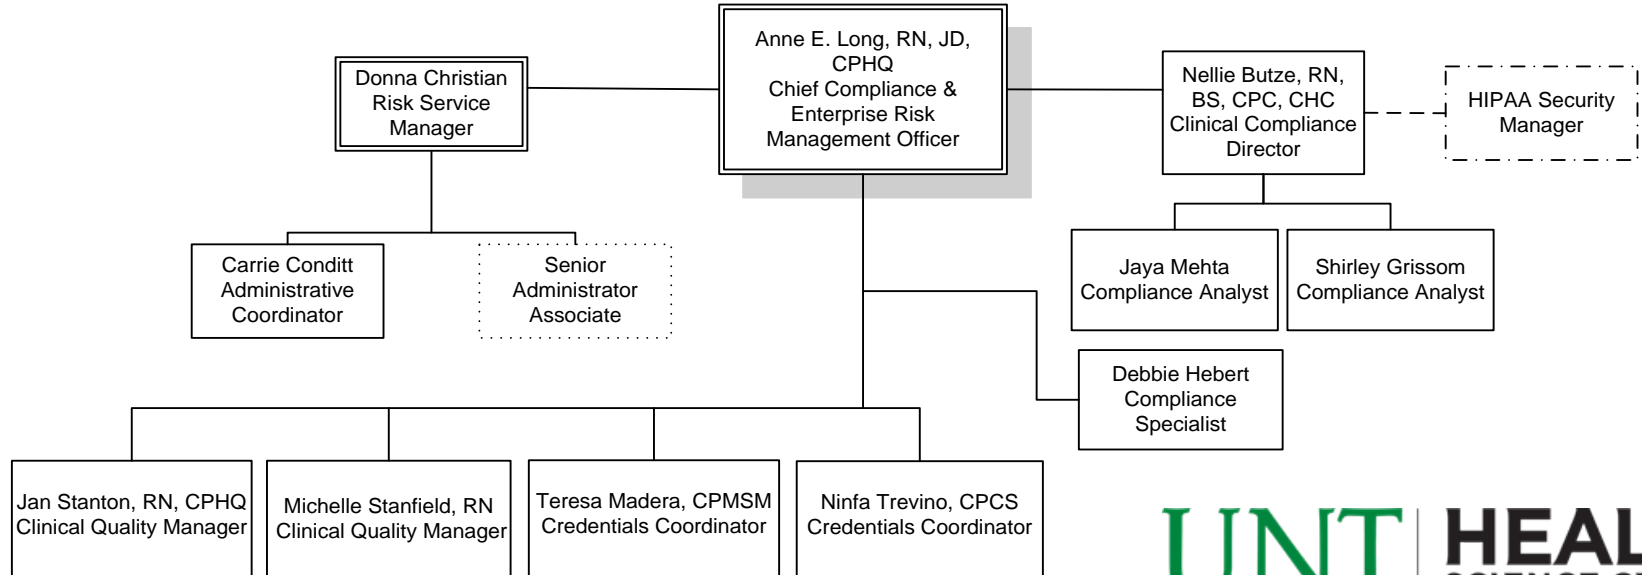 Anne E. Long, RN, JD,
CPHQ
Chief Compliance &
Enterprise Risk
Management Officer
Donna Christian
Risk Service
Manager
Nellie Butze, RN,
BS, CPC, CHC
Clinical Compliance
Director
HIPAA Security
Manager
Carrie Conditt
Administrative
Coordinator
Senior
Administrator
Associate
Jaya Mehta
Compliance Analyst
Shirley Grissom
Compliance Analyst
Debbie Hebert
Compliance
Specialist
Jan Stanton, RN, CPHQ
Clinical Quality Manager
Michelle Stanfield, RN
Clinical Quality Manager
Teresa Madera, CPMSM
Credentials Coordinator
Ninfa Trevino, CPCS
Credentials Coordinator
UNT HEAL